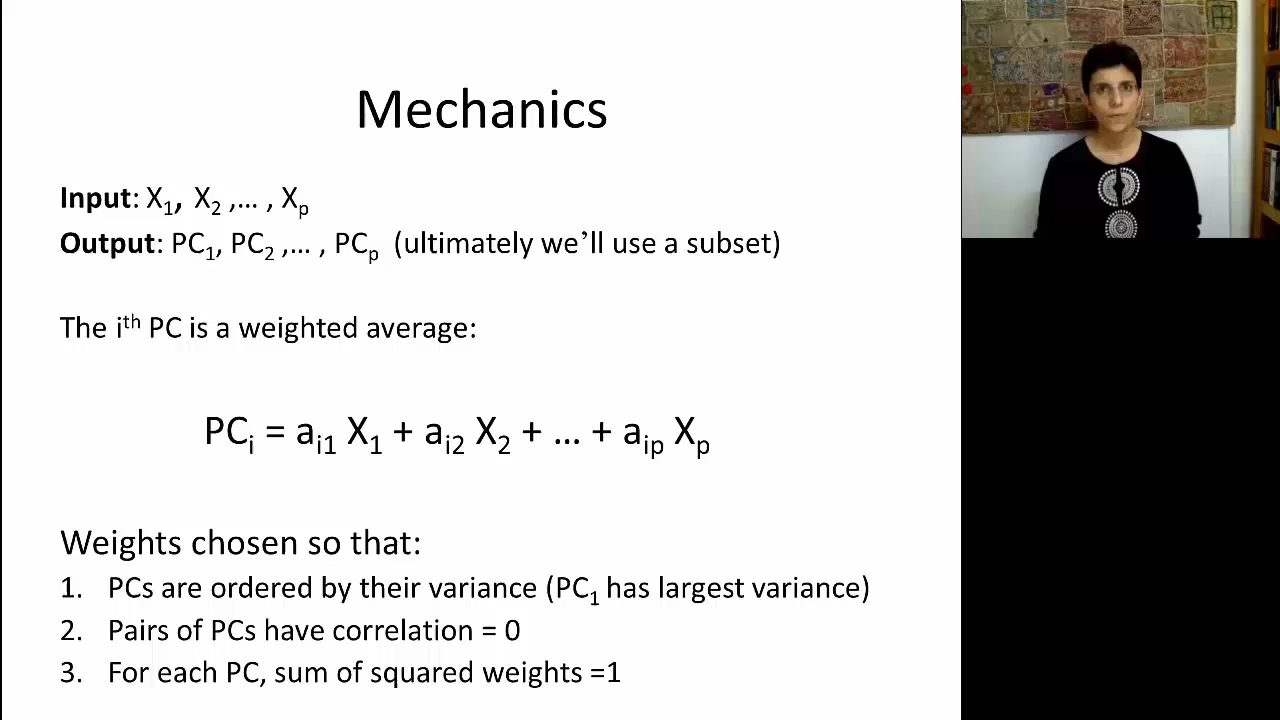 Mechanics
Input: X₁, X₂ ,… , Xₚ
Output: PC₁, PC₂ ,… , PCₚ (ultimately we’ll use a subset)
The iᵗʰ PC is a weighted average:
PCᵢ = aᵢ₁ X₁ + aᵢ₂ X₂ + … + aᵢₚ Xₚ
Weights chosen so that:
1. PCs are ordered by their variance (PC₁ has largest variance)
2. Pairs of PCs have correlation = 0
3. For each PC, sum of squared weights =1